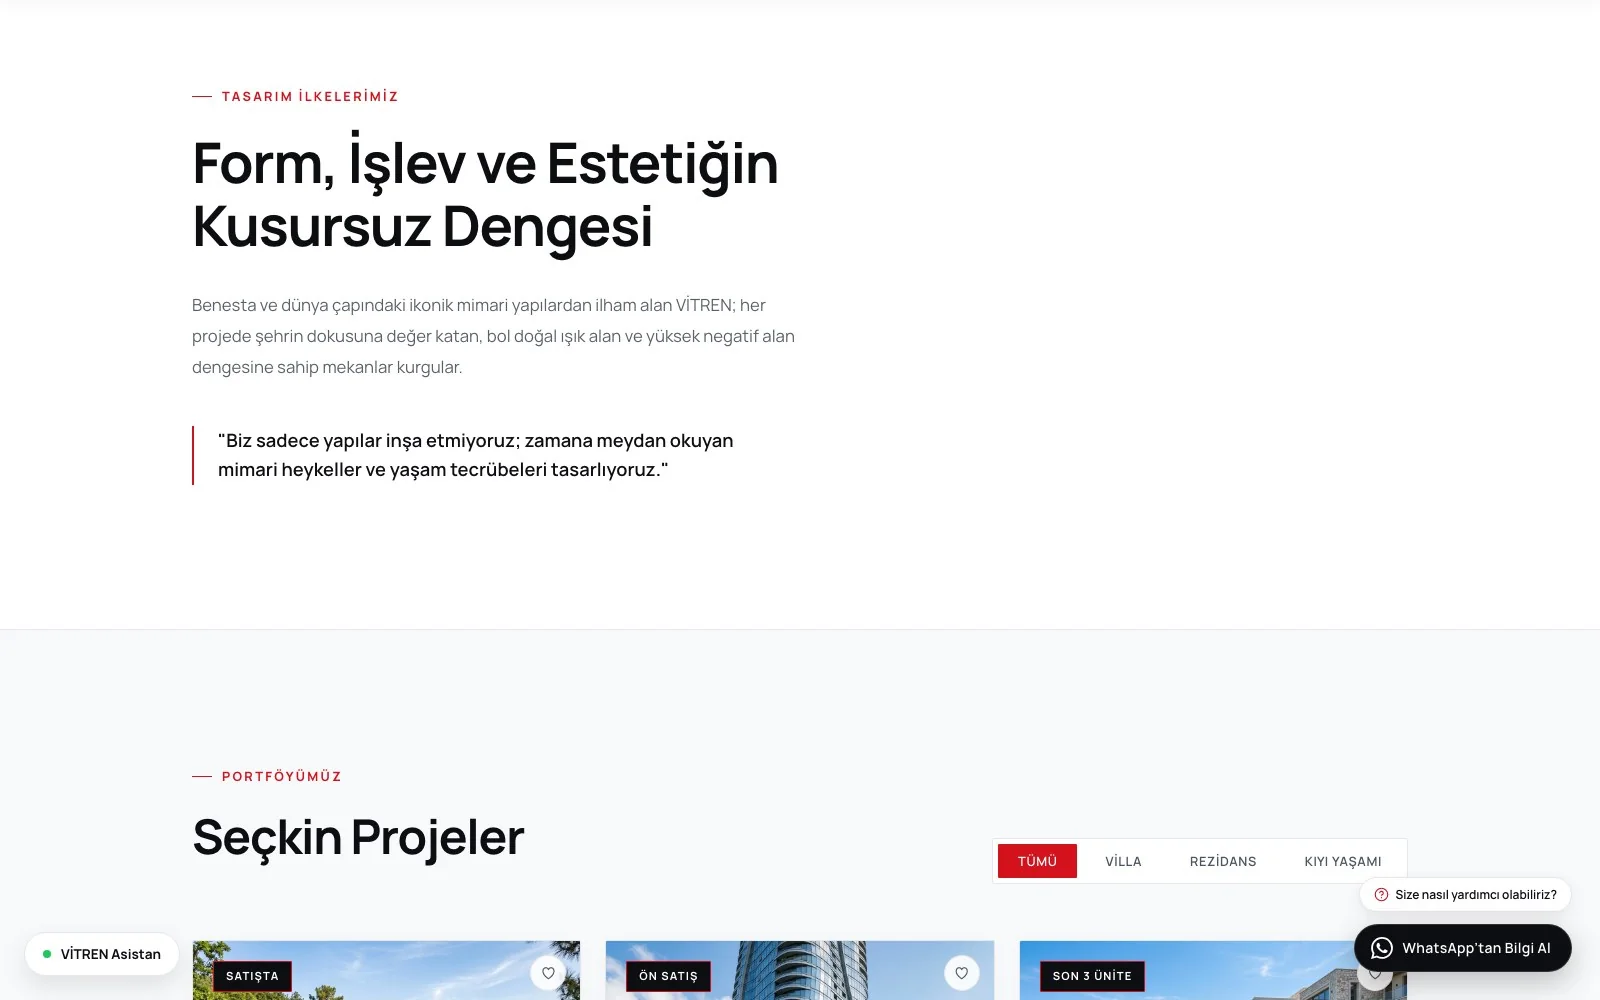 TASARIM İLKELERİMİZ
Form, İşlev ve Estetiğin
Kusursuz Dengesi
Benesta ve dünya çapındaki ikonik mimari yapılardan ilham alan VİTREN; her
projede şehrin dokusuna değer katan, bol doğal ışık alan ve yüksek negatif alan
dengesine sahip mekanlar kurgular.
"Biz sadece yapılar inşa etmiyoruz; zamana meydan okuyan
mimari heykeller ve yaşam tecrübeleri tasarlıyoruz."
PORTFÖYÜMÜZ
Seçkin Projeler
TÜMÜ
VİLLA
REZİDANS
KIYI YAŞAMI
Size nasıl yardımcı olabiliriz?
WhatsApp'tan Bilgi Al
VİTREN Asistan
SATIŞTA
ÖN SATIŞ
SON 3 ÜNİTE